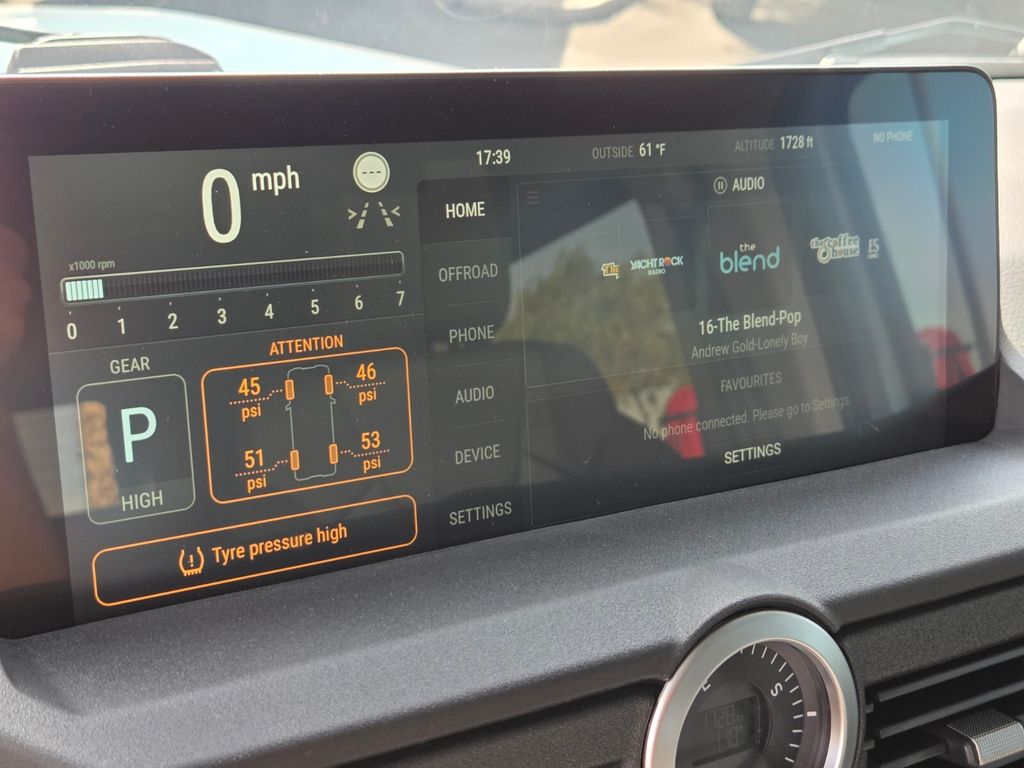 17:39
OUTSIDE 61 °F
ALTITUDE 1728 ft
NO PHONE
0 mph
---
x1000 rpm
0 1 2 3 4 5 6 7
GEAR
P
HIGH
ATTENTION
45 psi
46 psi
51 psi
53 psi
Tyre pressure high
HOME
OFFROAD
PHONE
AUDIO
DEVICE
SETTINGS
AUDIO
YACHT ROCK
RADIO
the
blend
the coffee
house
16-The Blend-Pop
Andrew Gold-Lonely Boy
FAVOURITES
No phone connected. Please go to Settings
SETTINGS
S